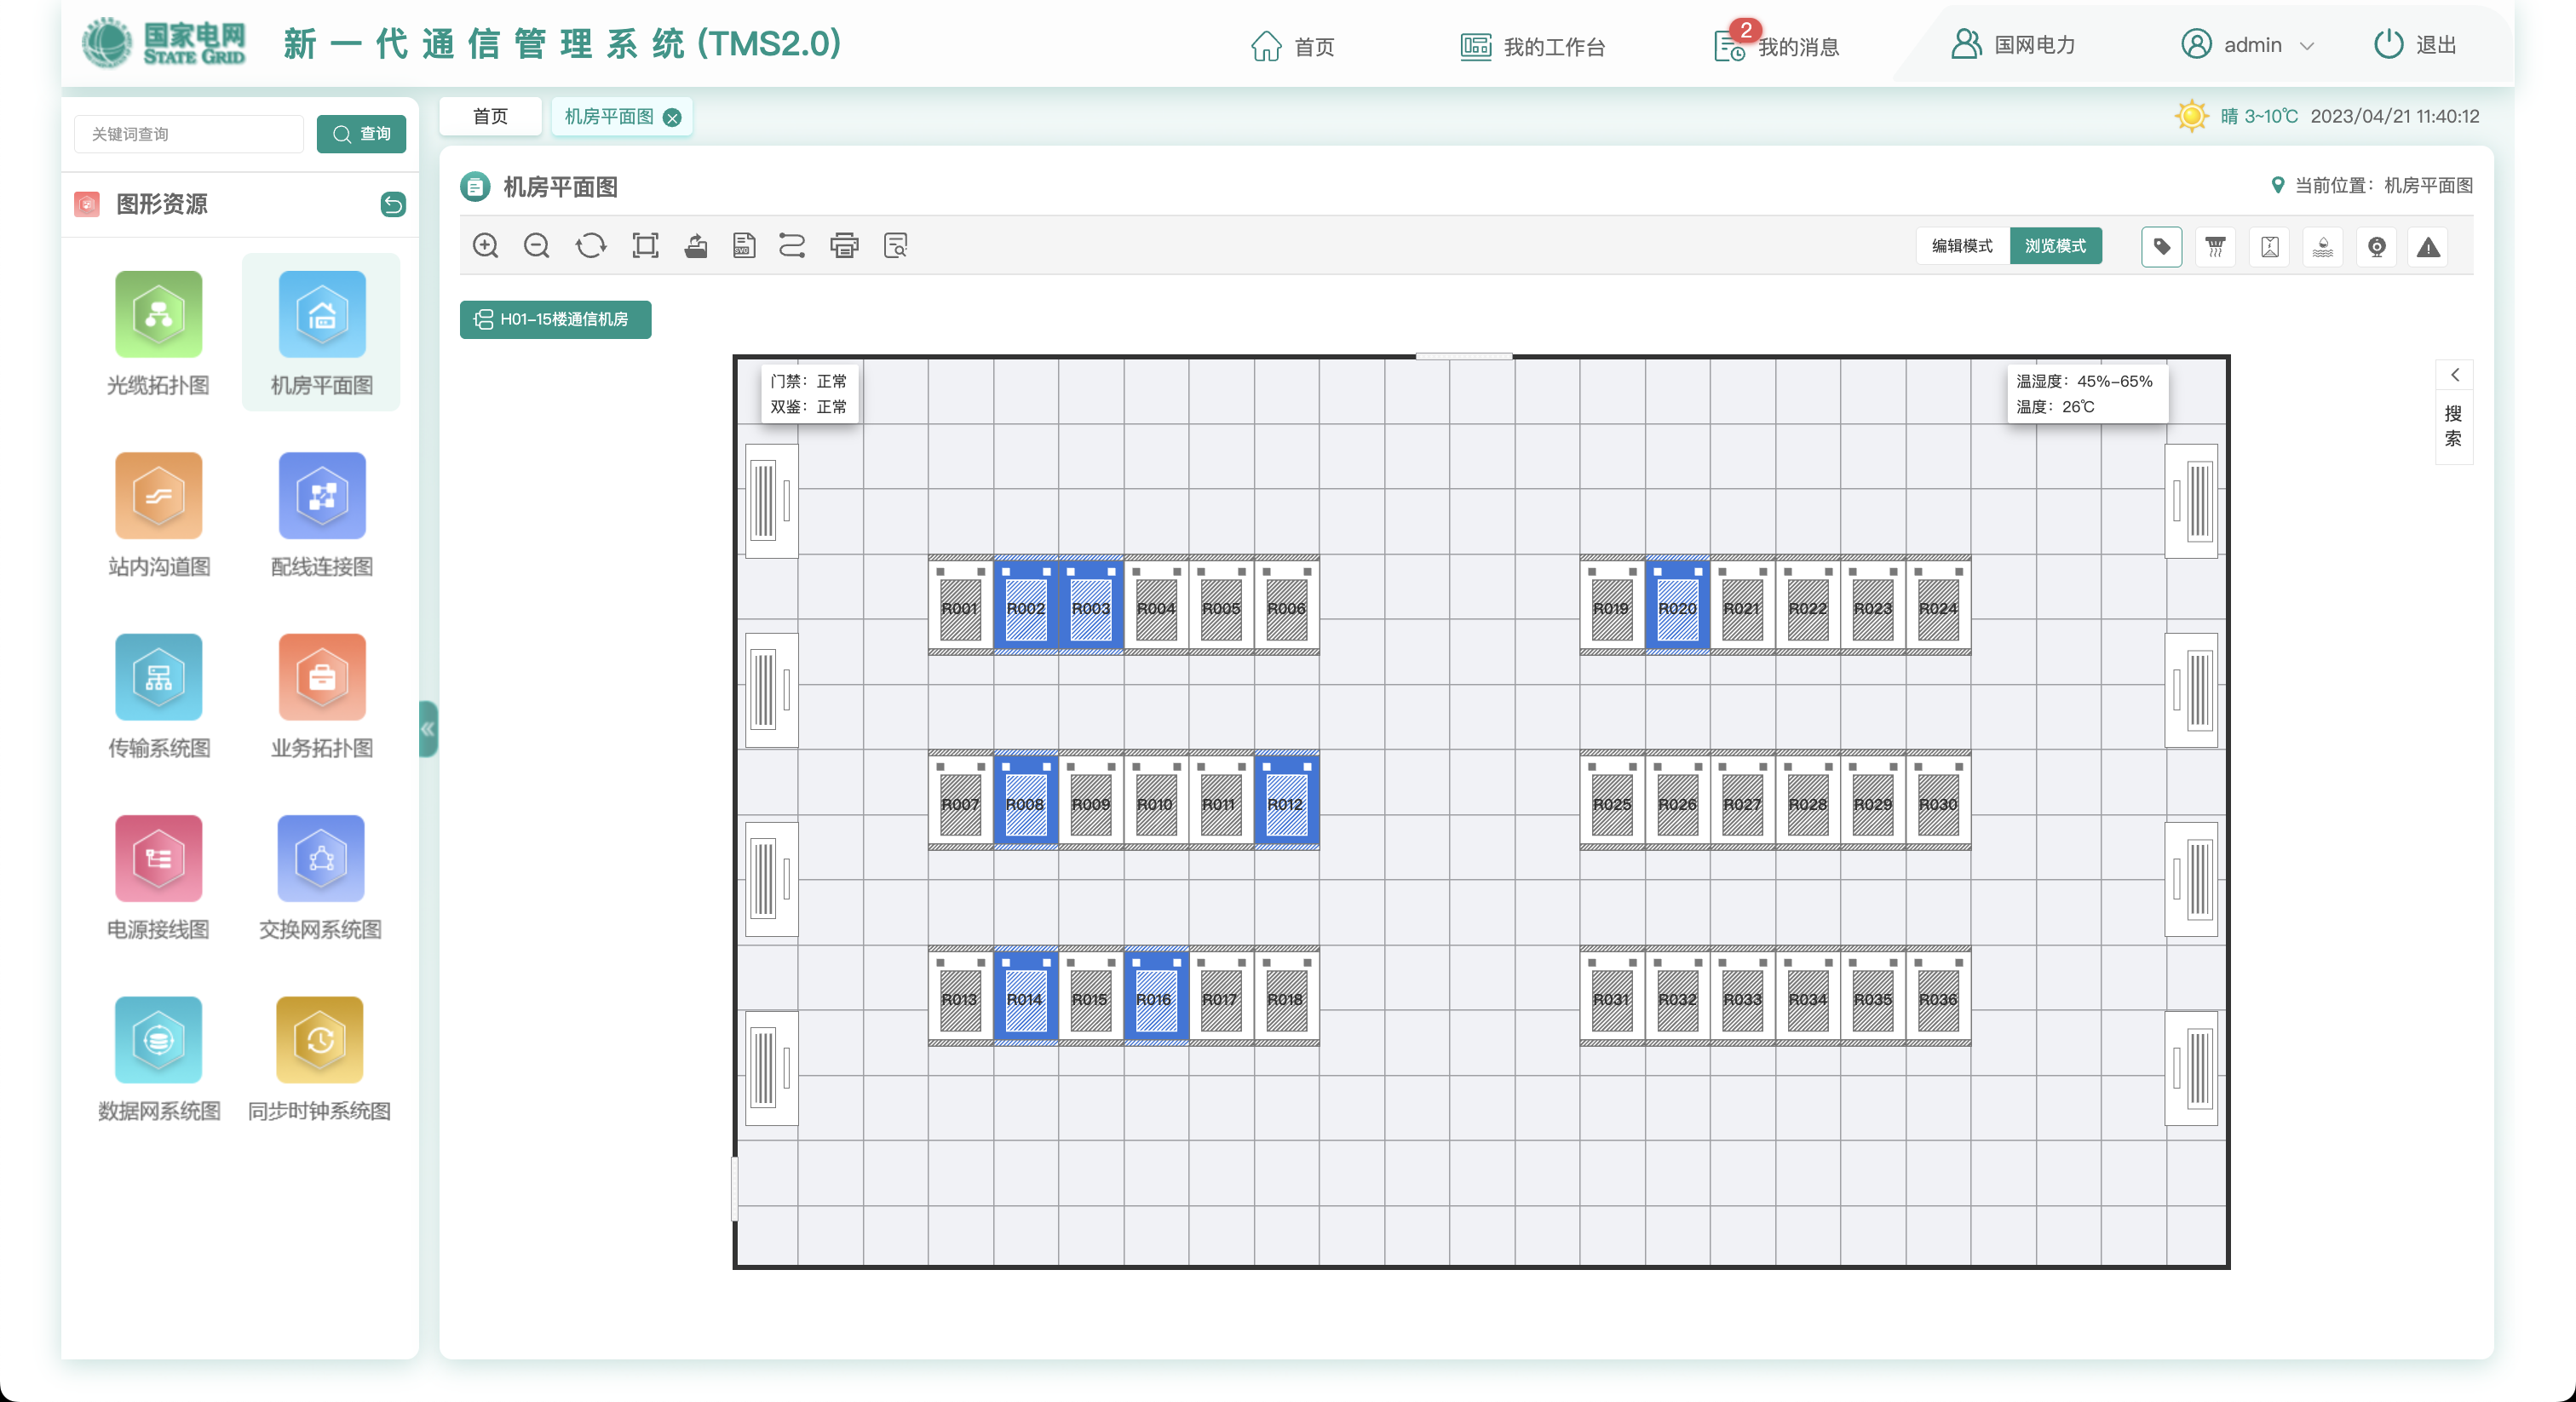 国家电网
STATE GRID
新一代通信管理系统(TMS2.0)
首页
我的工作台
2
我的消息
国网电力
admin
退出
关键词查询
查询
首页
机房平面图
晴 3~10℃ 2023/04/21 11:40:12
图形资源
光缆拓扑图
机房平面图
站内沟道图
配线连接图
传输系统图
业务拓扑图
电源接线图
交换网系统图
数据网系统图
同步时钟系统图
机房平面图
当前位置：机房平面图
SVG
编辑模式
浏览模式
H01-15楼通信机房
门禁：正常
双鉴：正常
温湿度：45%-65%
温度：26℃
搜
索
R001 R002 R003 R004 R005 R006
R019 R020 R021 R022 R023 R024
R007 R008 R009 R010 R011 R012
R025 R026 R027 R028 R029 R030
R013 R014 R015 R016 R017 R018
R031 R032 R033 R034 R035 R036